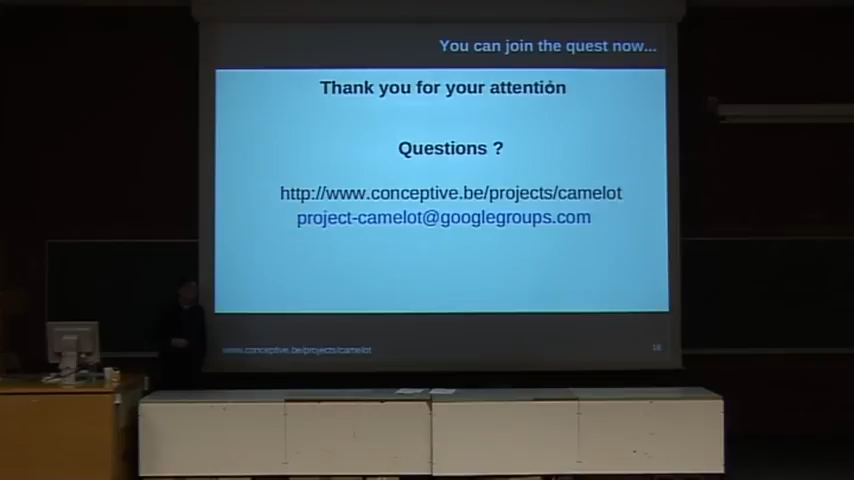 You can join the quest now...
Thank you for your attention
Questions ?
http://www.conceptive.be/projects/camelot
project-camelot@googlegroups.com
www.conceptive.be/projects/camelot